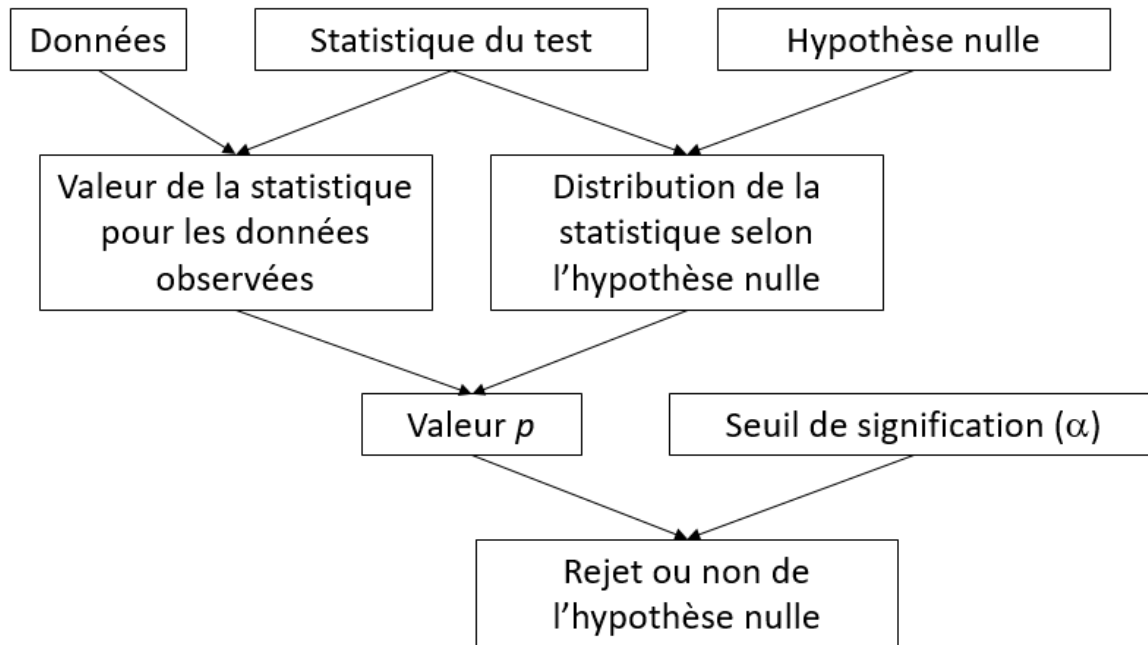 Données
Statistique du test
Hypothèse nulle
Valeur de la statistique
pour les données
observées
Distribution de la
statistique selon
l’hypothèse nulle
Valeur p
Seuil de signification (α)
Rejet ou non de
l’hypothèse nulle